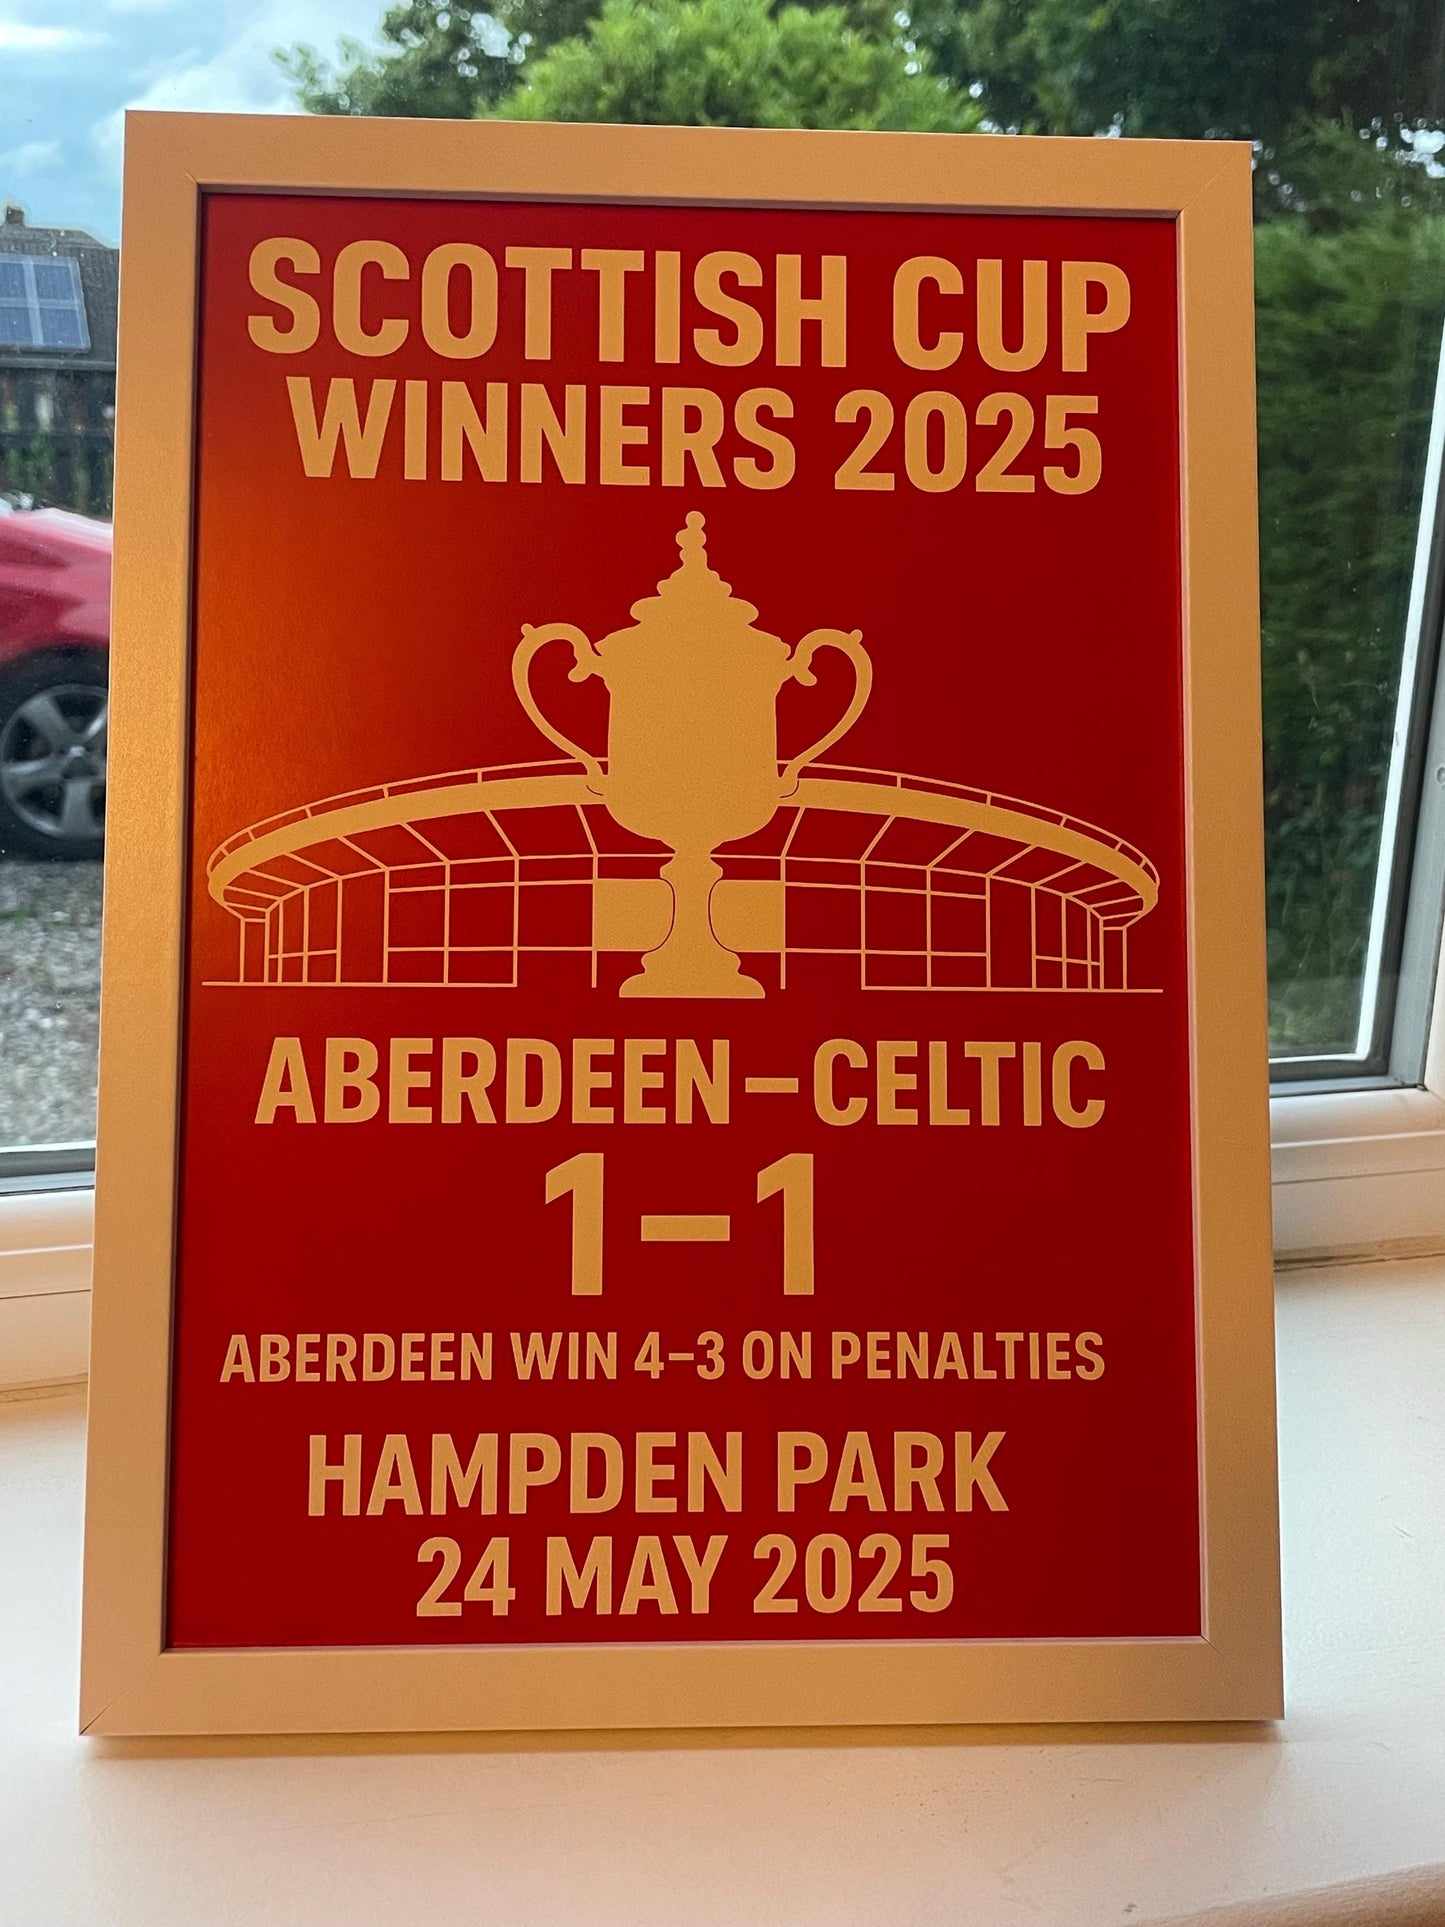 SCOTTISH CUP
WINNERS 2025
ABERDEEN–CELTIC
1–1
ABERDEEN WIN 4–3 ON PENALTIES
HAMPDEN PARK
24 MAY 2025